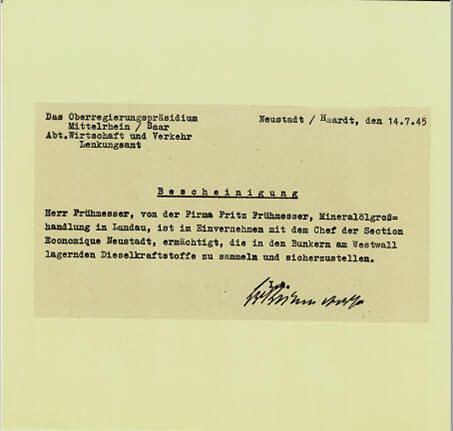 Das Oberregierungspräsidium
Mittelrhein / Saar
Abt.Wirtschaft und Verkehr
Lenkungsamt
Neustadt / Haardt, den 14.7.45
Bescheinigung
Herr Frühmesser, von der Firma Fritz Frühmesser, Mineralölgroß=
handlung in Landau, ist im Einvernehmen mit dem Chef der Section
Economique Neustadt, ermächtigt, die in den Bunkern am Westwall
lagernden Dieselkraftstoffe zu sammeln und sicherzustellen.